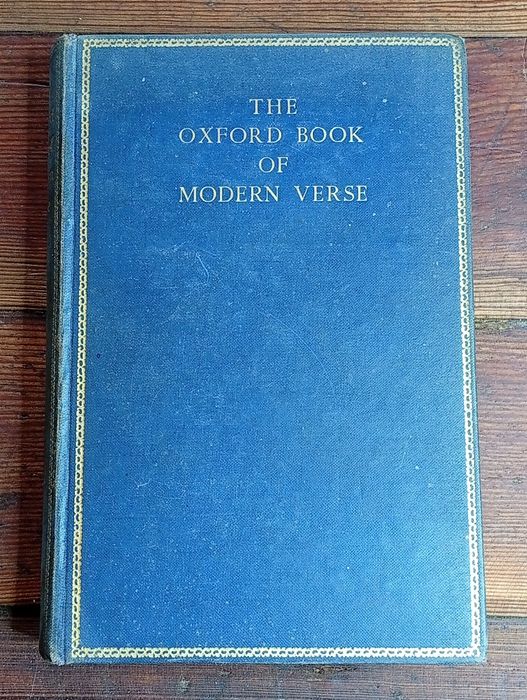 THE
OXFORD BOOK
OF
MODERN VERSE